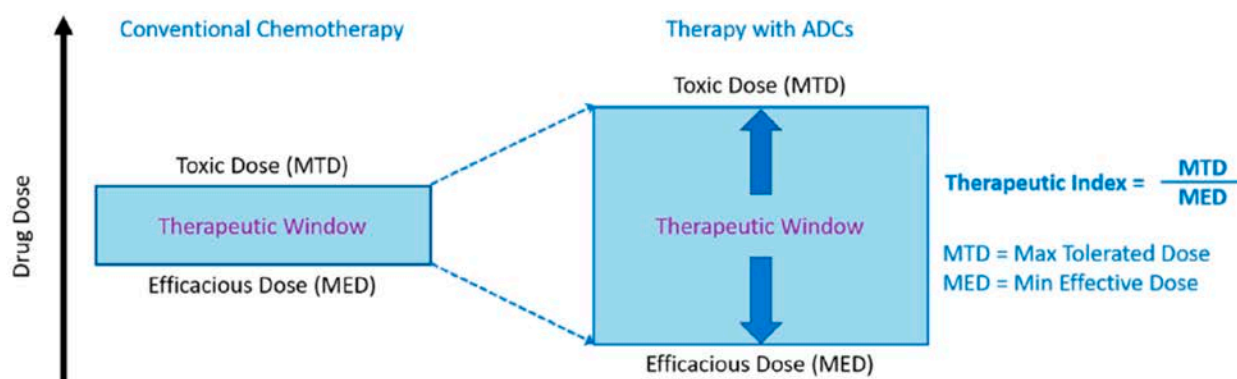 Conventional Chemotherapy
Therapy with ADCs
Drug Dose
Toxic Dose (MTD)
Therapeutic Window
Efficacious Dose (MED)
Toxic Dose (MTD)
Therapeutic Window
Efficacious Dose (MED)
Therapeutic Index = MTD
MED
MTD = Max Tolerated Dose
MED = Min Effective Dose